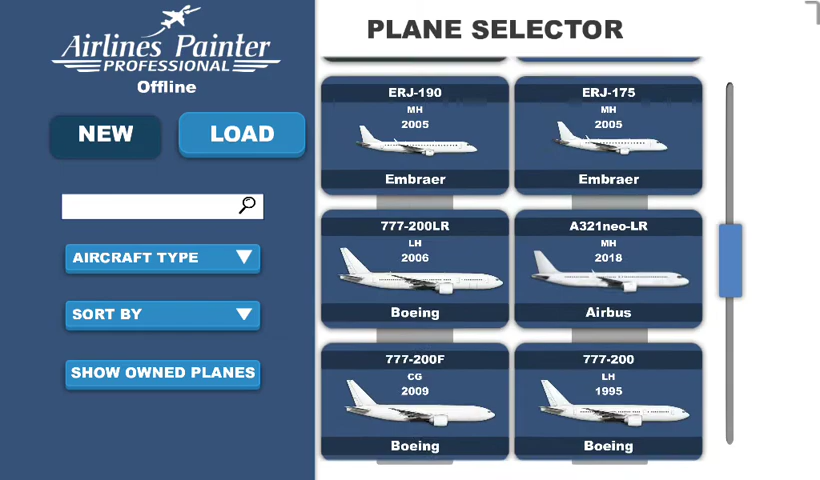 Airlines Painter
PROFESSIONAL
Offline
NEW
LOAD
AIRCRAFT TYPE
SORT BY
SHOW OWNED PLANES
PLANE SELECTOR
ERJ-190
MH
2005
Embraer
ERJ-175
MH
2005
Embraer
777-200LR
LH
2006
Boeing
A321neo-LR
MH
2018
Airbus
777-200F
CG
2009
Boeing
777-200
LH
1995
Boeing